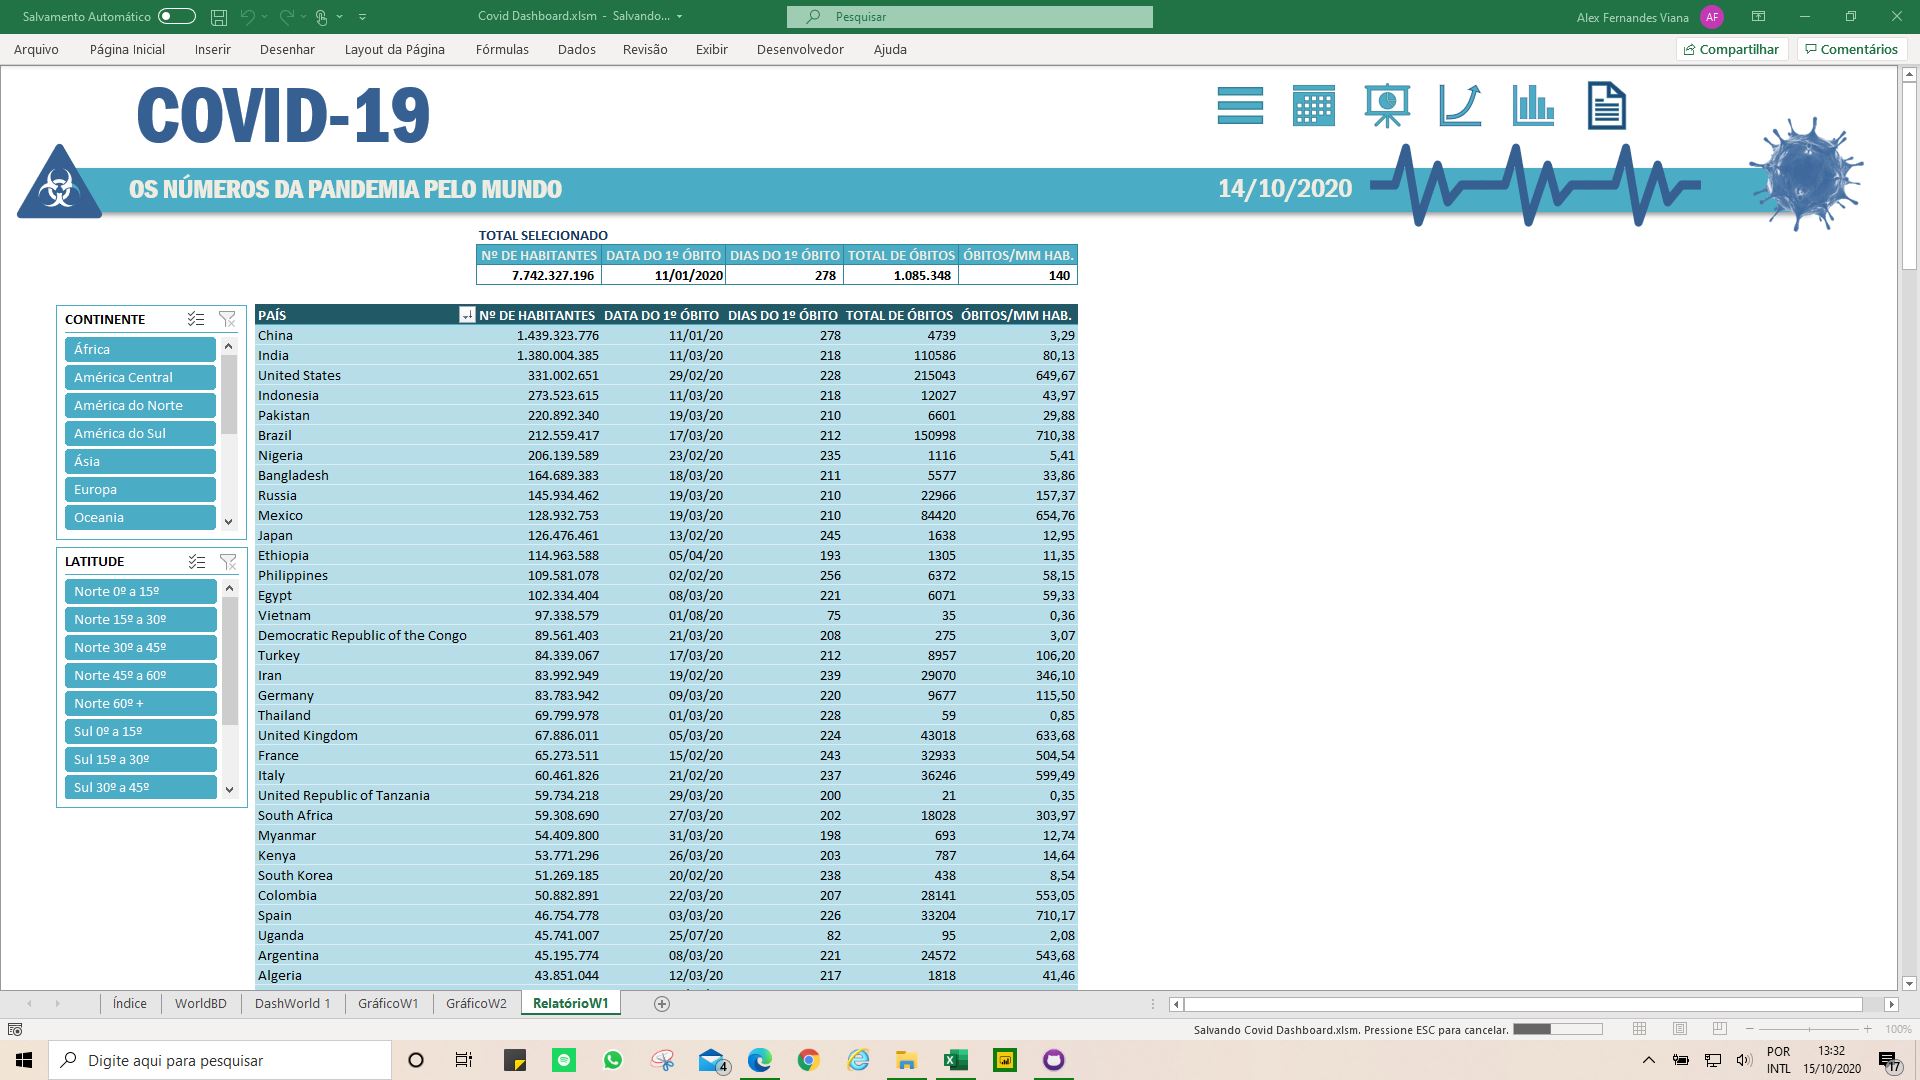 Salvamento Automático
Covid Dashboard.xlsm - Salvando...
Pesquisar
Alex Fernandes Viana AF
Arquivo Página Inicial Inserir Desenhar Layout da Página Fórmulas Dados Revisão Exibir Desenvolvedor Ajuda Compartilhar Comentários
COVID-19
OS NÚMEROS DA PANDEMIA PELO MUNDO 14/10/2020
TOTAL SELECIONADO
Nº DE HABITANTES DATA DO 1º ÓBITO DIAS DO 1º ÓBITO TOTAL DE ÓBITOS ÓBITOS/MM HAB.
7.742.327.196 11/01/2020 278 1.085.348 140
CONTINENTE
África
América Central
América do Norte
América do Sul
Ásia
Europa
Oceania
LATITUDE
Norte 0º a 15º
Norte 15º a 30º
Norte 30º a 45º
Norte 45º a 60º
Norte 60º +
Sul 0º a 15º
Sul 15º a 30º
Sul 30º a 45º
PAÍS Nº DE HABITANTES DATA DO 1º ÓBITO DIAS DO 1º ÓBITO TOTAL DE ÓBITOS ÓBITOS/MM HAB.
China 1.439.323.776 11/01/20 278 4739 3,29
India 1.380.004.385 11/03/20 218 110586 80,13
United States 331.002.651 29/02/20 228 215043 649,67
Indonesia 273.523.615 11/03/20 218 12027 43,97
Pakistan 220.892.340 19/03/20 210 6601 29,88
Brazil 212.559.417 17/03/20 212 150998 710,38
Nigeria 206.139.589 23/02/20 235 1116 5,41
Bangladesh 164.689.383 18/03/20 211 5577 33,86
Russia 145.934.462 19/03/20 210 22966 157,37
Mexico 128.932.753 19/03/20 210 84420 654,76
Japan 126.476.461 13/02/20 245 1638 12,95
Ethiopia 114.963.588 05/04/20 193 1305 11,35
Philippines 109.581.078 02/02/20 256 6372 58,15
Egypt 102.334.404 08/03/20 221 6071 59,33
Vietnam 97.338.579 01/08/20 75 35 0,36
Democratic Republic of the Congo 89.561.403 21/03/20 208 275 3,07
Turkey 84.339.067 17/03/20 212 8957 106,20
Iran 83.992.949 19/02/20 239 29070 346,10
Germany 83.783.942 09/03/20 220 9677 115,50
Thailand 69.799.978 01/03/20 228 59 0,85
United Kingdom 67.886.011 05/03/20 224 43018 633,68
France 65.273.511 15/02/20 243 32933 504,54
Italy 60.461.826 21/02/20 237 36246 599,49
United Republic of Tanzania 59.734.218 29/03/20 200 21 0,35
South Africa 59.308.690 27/03/20 202 18028 303,97
Myanmar 54.409.800 31/03/20 198 693 12,74
Kenya 53.771.296 26/03/20 203 787 14,64
South Korea 51.269.185 20/02/20 238 438 8,54
Colombia 50.882.891 22/03/20 207 28141 553,05
Spain 46.754.778 03/03/20 226 33204 710,17
Uganda 45.741.007 25/07/20 82 95 2,08
Argentina 45.195.774 08/03/20 221 24572 543,68
Algeria 43.851.044 12/03/20 217 1818 41,46
Índice WorldBD DashWorld 1 GráficoW1 GráficoW2 RelatórioW1
Salvando Covid Dashboard.xlsm. Pressione ESC para cancelar. 100%
Digite aqui para pesquisar
4
POR
INTL
13:32
15/10/2020
17